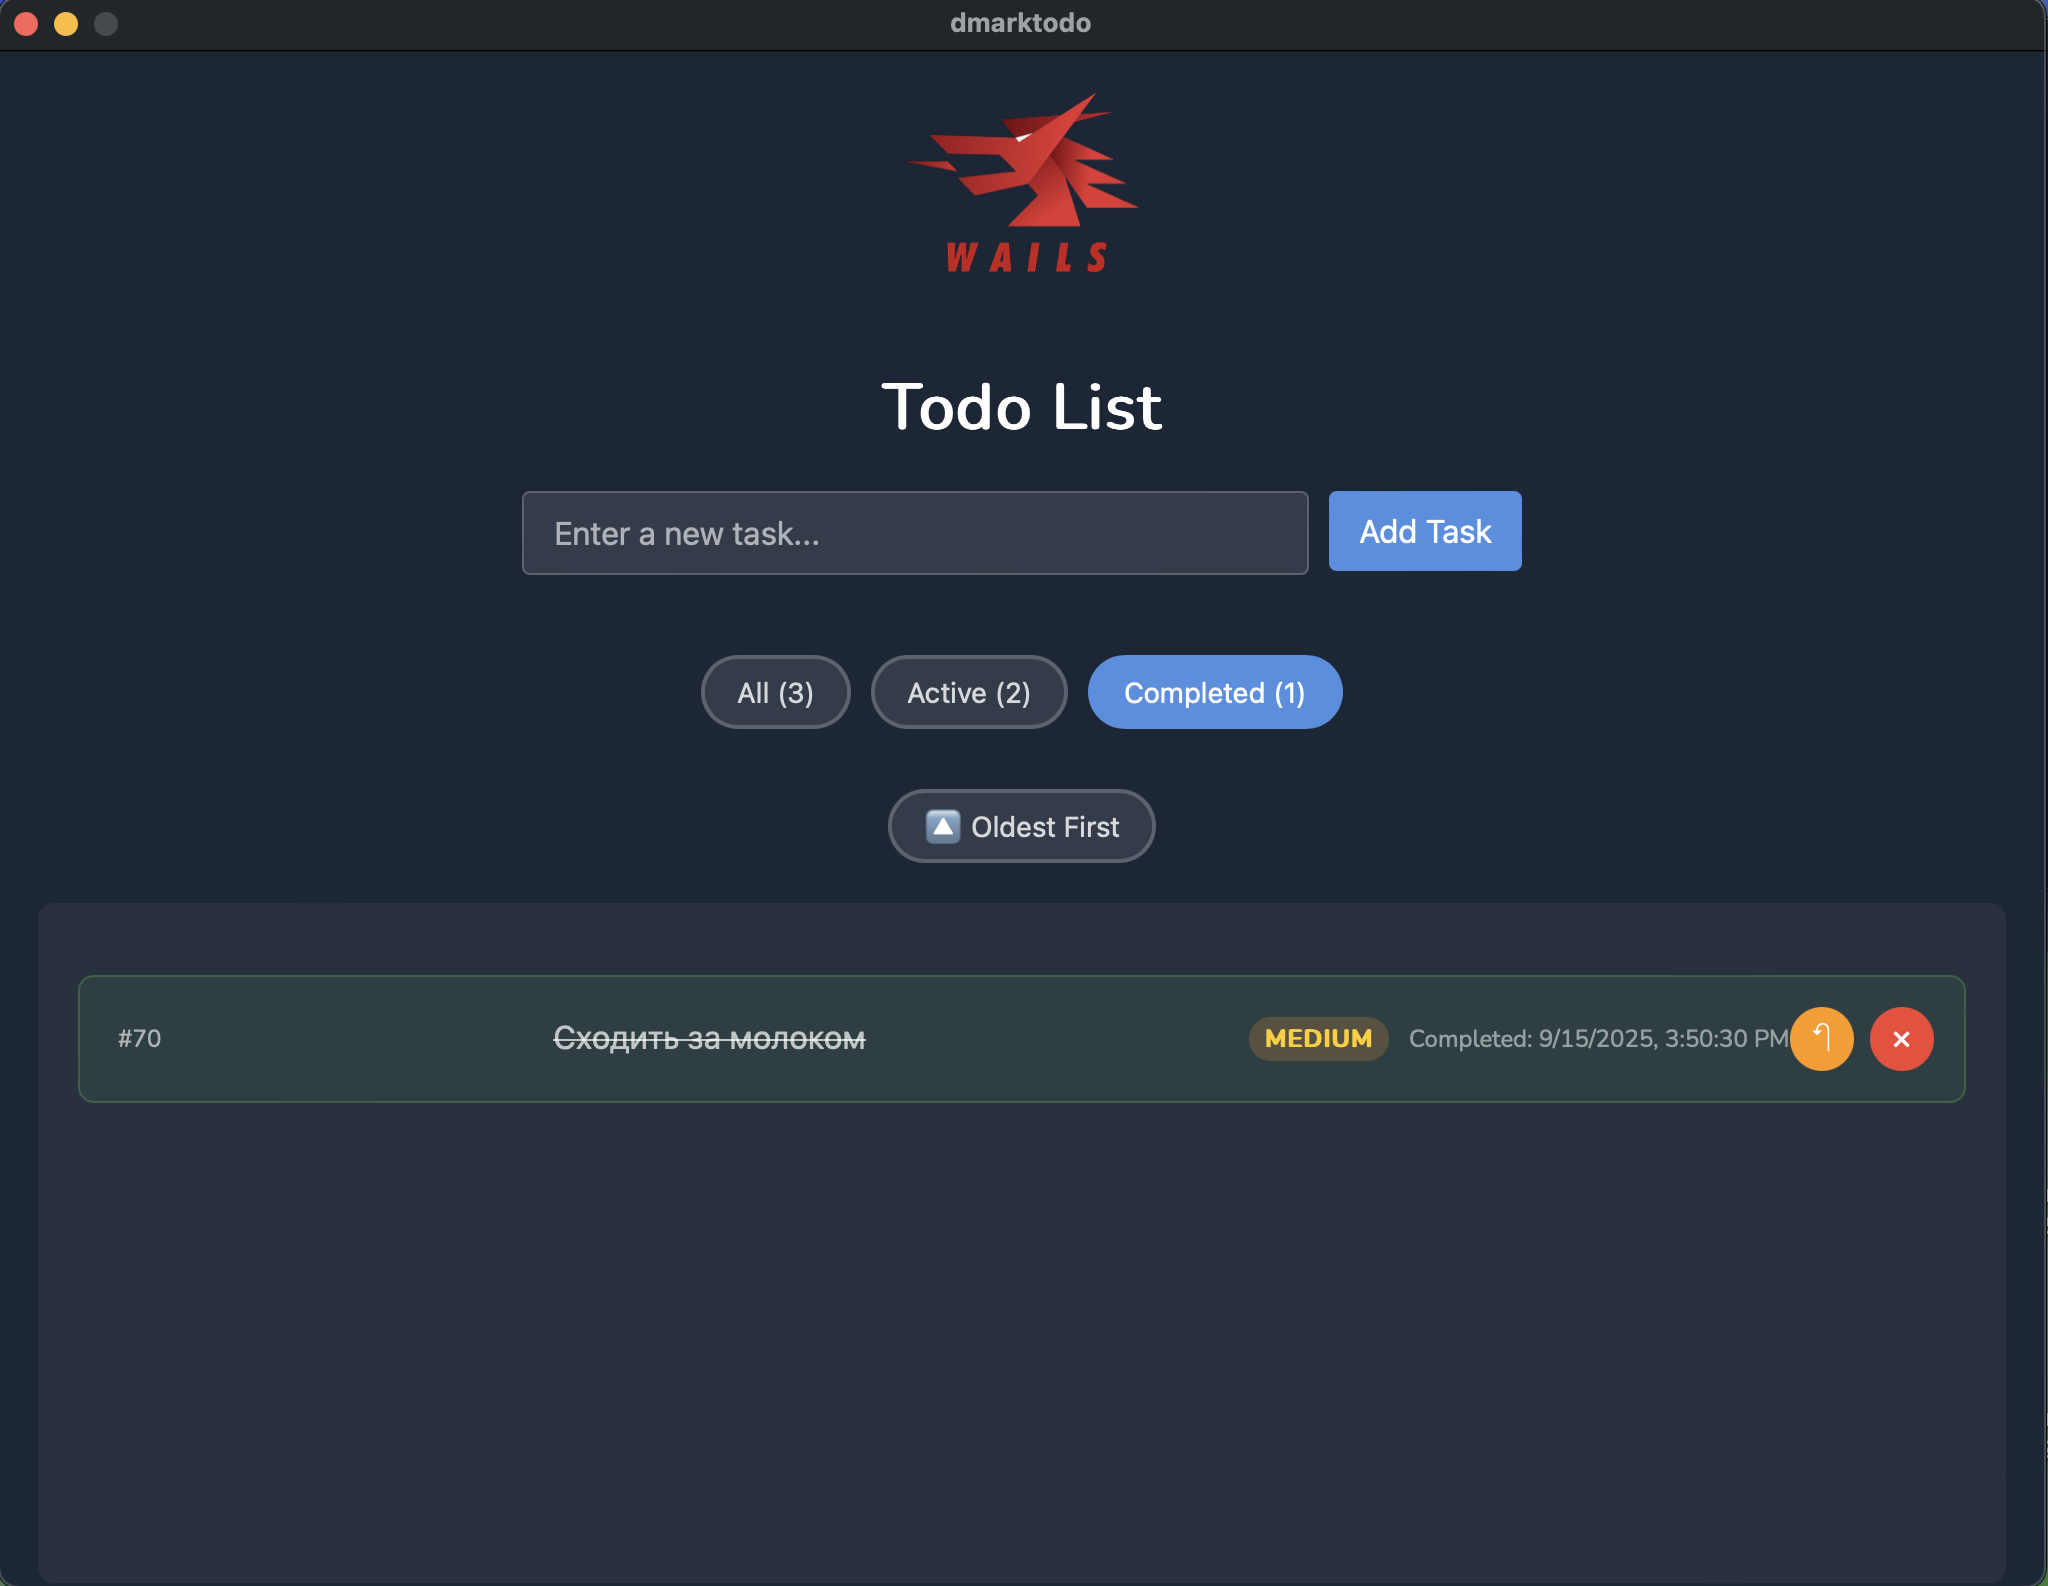 dmarktodo
WAILS
Todo List
Enter a new task...
Add Task
All (3)
Active (2)
Completed (1)
Oldest First
#70
Сходить за молоком
MEDIUM
Completed: 9/15/2025, 3:50:30 PM